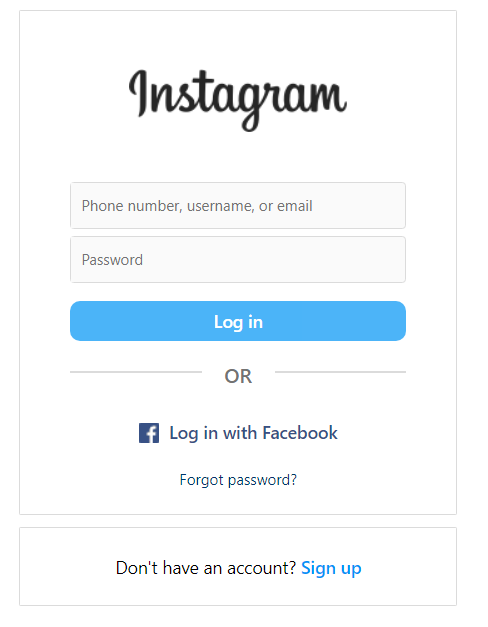 Instagram
Phone number, username, or email
Password
Log in
OR
Log in with Facebook
Forgot password?
Don't have an account? Sign up